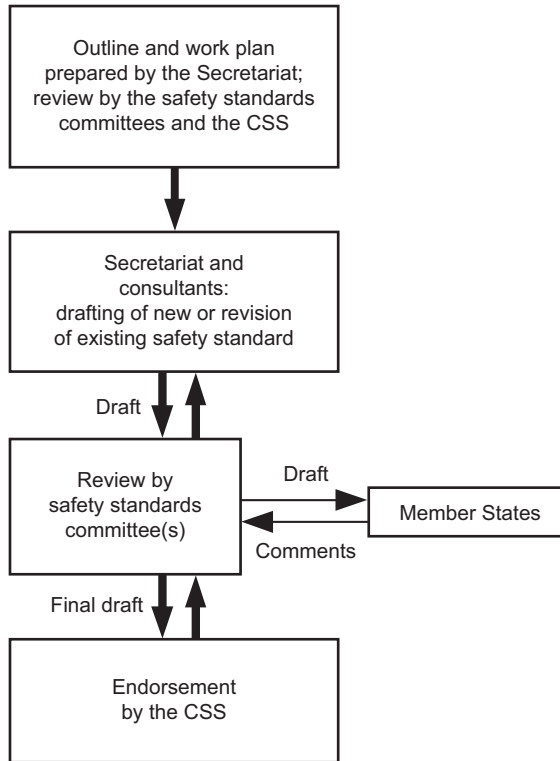 Outline and work plan
prepared by the Secretariat;
review by the safety standards
committees and the CSS
Secretariat and
consultants:
drafting of new or revision
of existing safety standard
Draft
Review by
safety standards
committee(s)
Draft
Member States
Comments
Final draft
Endorsement
by the CSS